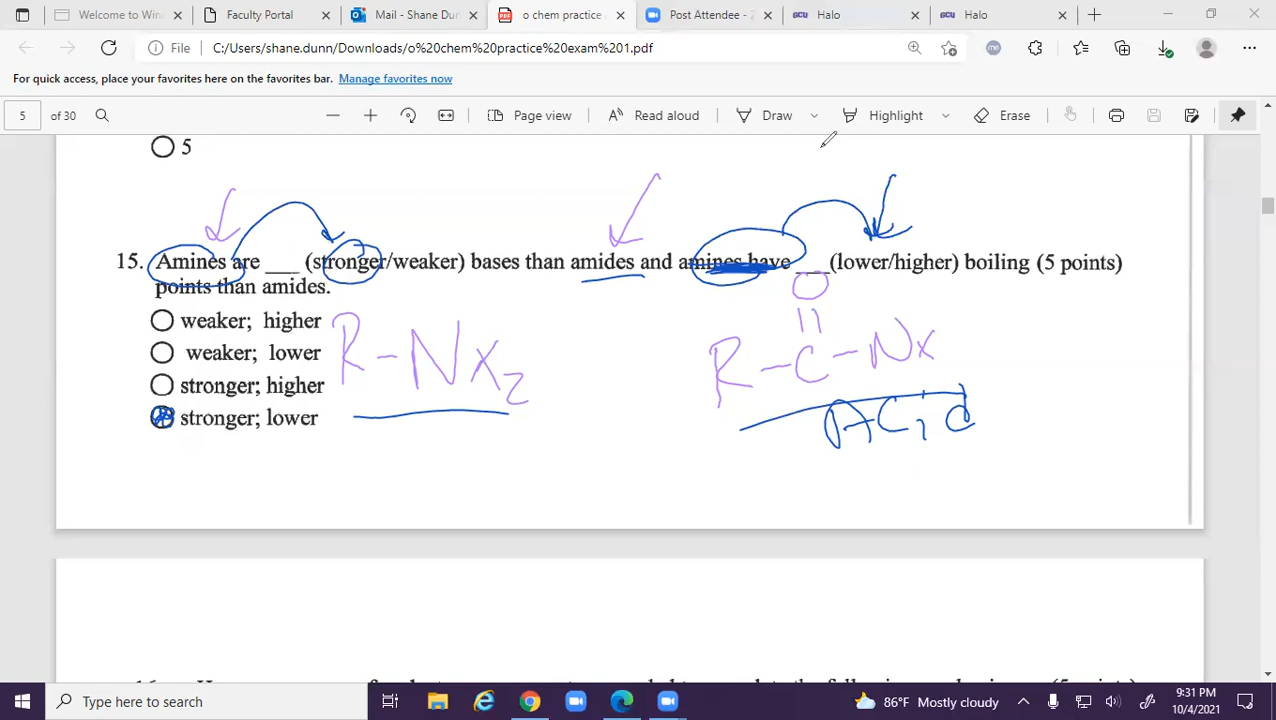 Welcome to Wind
Faculty Portal
Mail - Shane Dun
o chem practice
Post Attendee -
GCU
Halo
GCU
Halo
File
C:/Users/shane.dunn/Downloads/o%20chem%20practice%20exam%201.pdf
For quick access, place your favorites here on the favorites bar. Manage favorites now
5 of 30
Page view
Read aloud
Draw
Highlight
Erase
5
15. Amines are ___ (stronger/weaker) bases than amides and amines have ___(lower/higher) boiling (5 points)
points than amides.
weaker; higher
weaker; lower
stronger; higher
stronger; lower
R-Nx2
O
R-C-Nx
ACid
Type here to search
86°F Mostly cloudy
9:31 PM
10/4/2021